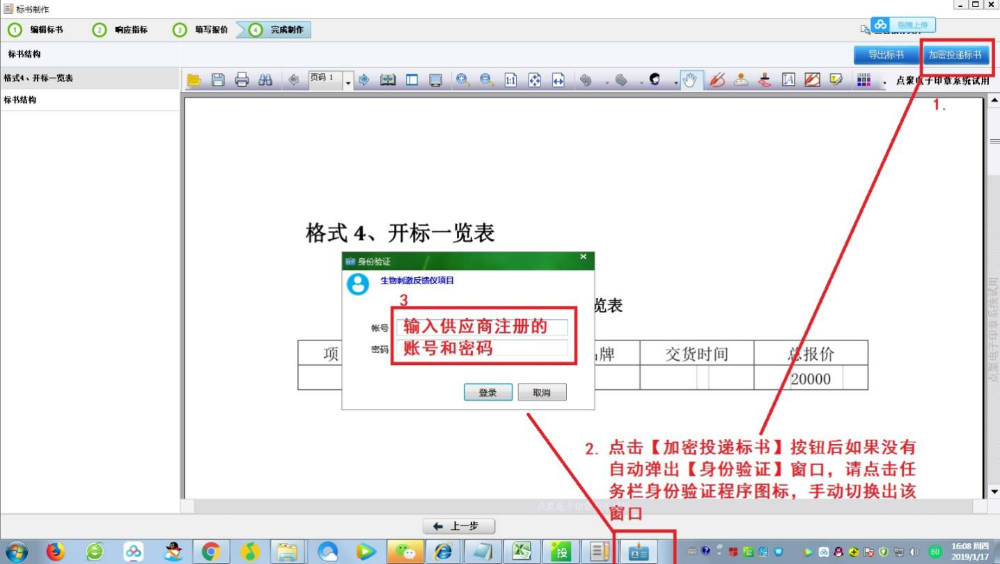 标书制作
1 编辑标书 2 响应指标 3 填写报价 4 完成制作
拖拽上传
标书结构
导出标书 加密投递标书
格式4、开标一览表
页码 1
1:1
点聚电子印章系统试用
标书结构
1.
格式 4、开标一览表
身份验证
生物刺激反馈仪项目
3
览表
帐号 输入供应商注册的
密码 账号和密码
项 牌 交货时间 总报价
20000
登录 取消
2. 点击【加密投递标书】按钮后如果没有
自动弹出【身份验证】窗口，请点击任
务栏身份验证程序图标，手动切换出该
窗口
点聚电子印章系统试用
上一步
投
80
16:08 周四
2019/1/17